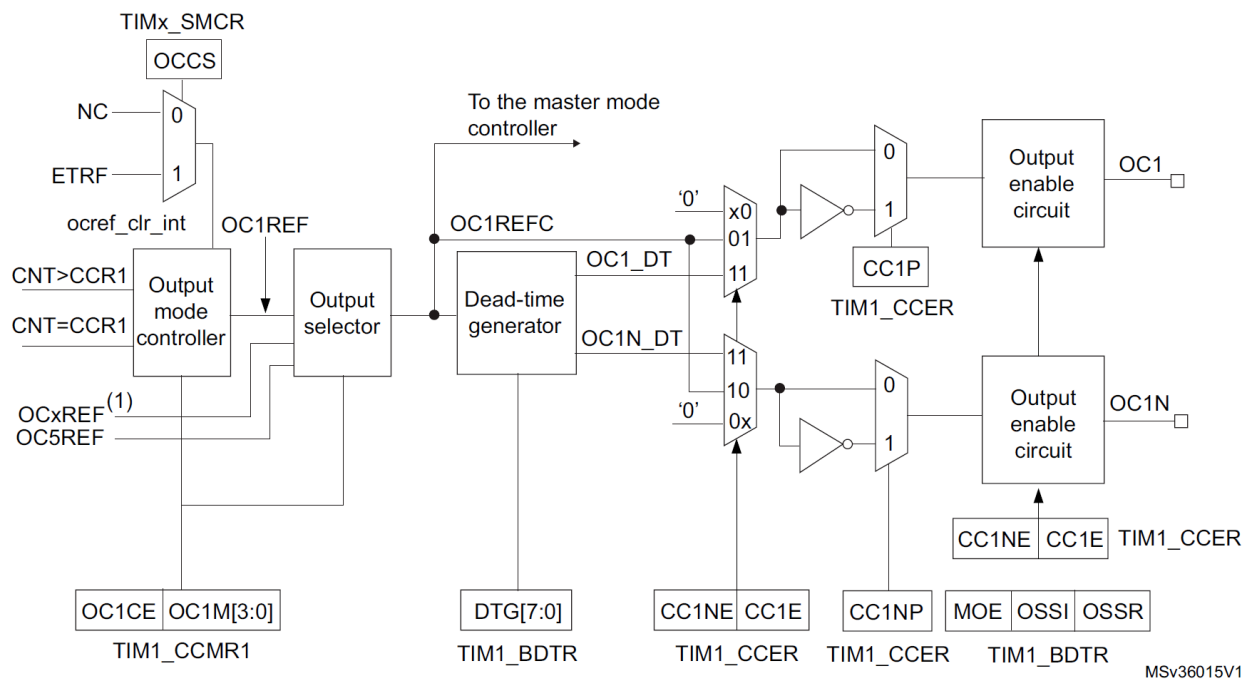 TIMx_SMCR
OCCS
NC
0
ETRF
1
ocref_clr_int
To the master mode
controller
OC1REF
OC1REFC
CNT>CCR1
CNT=CCR1
Output
mode
controller
Output
selector
Dead-time
generator
OC1_DT
OC1N_DT
OCxREF(1)
OC5REF
‘0’
x0
01
11
11
10
‘0’
0x
0
1
CC1P
TIM1_CCER
0
1
Output
enable
circuit
OC1
Output
enable
circuit
OC1N
CC1NE CC1E TIM1_CCER
OC1CE OC1M[3:0]
TIM1_CCMR1
DTG[7:0]
TIM1_BDTR
CC1NE CC1E
TIM1_CCER
CC1NP
TIM1_CCER
MOE OSSI OSSR
TIM1_BDTR
MSv36015V1